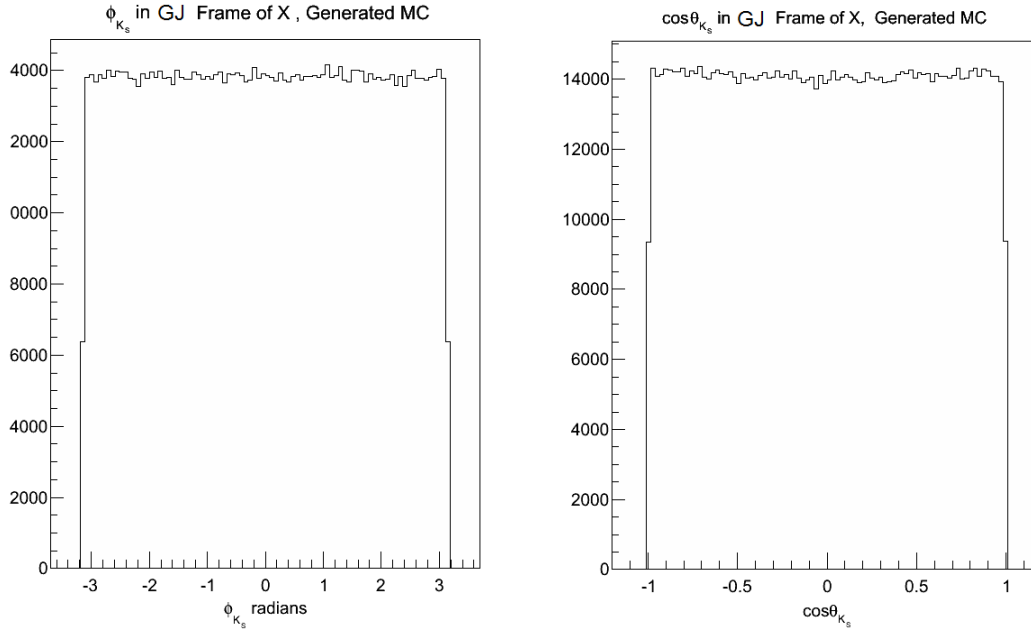 ϕ_Ks in GJ Frame of X , Generated MC
4000
2000
0000
8000
6000
4000
2000
0
-3 -2 -1 0 1 2 3
ϕ_Ks radians
cosθ_Ks in GJ Frame of X, Generated MC
14000
12000
10000
8000
6000
4000
2000
0
-1 -0.5 0 0.5 1
cosθ_Ks